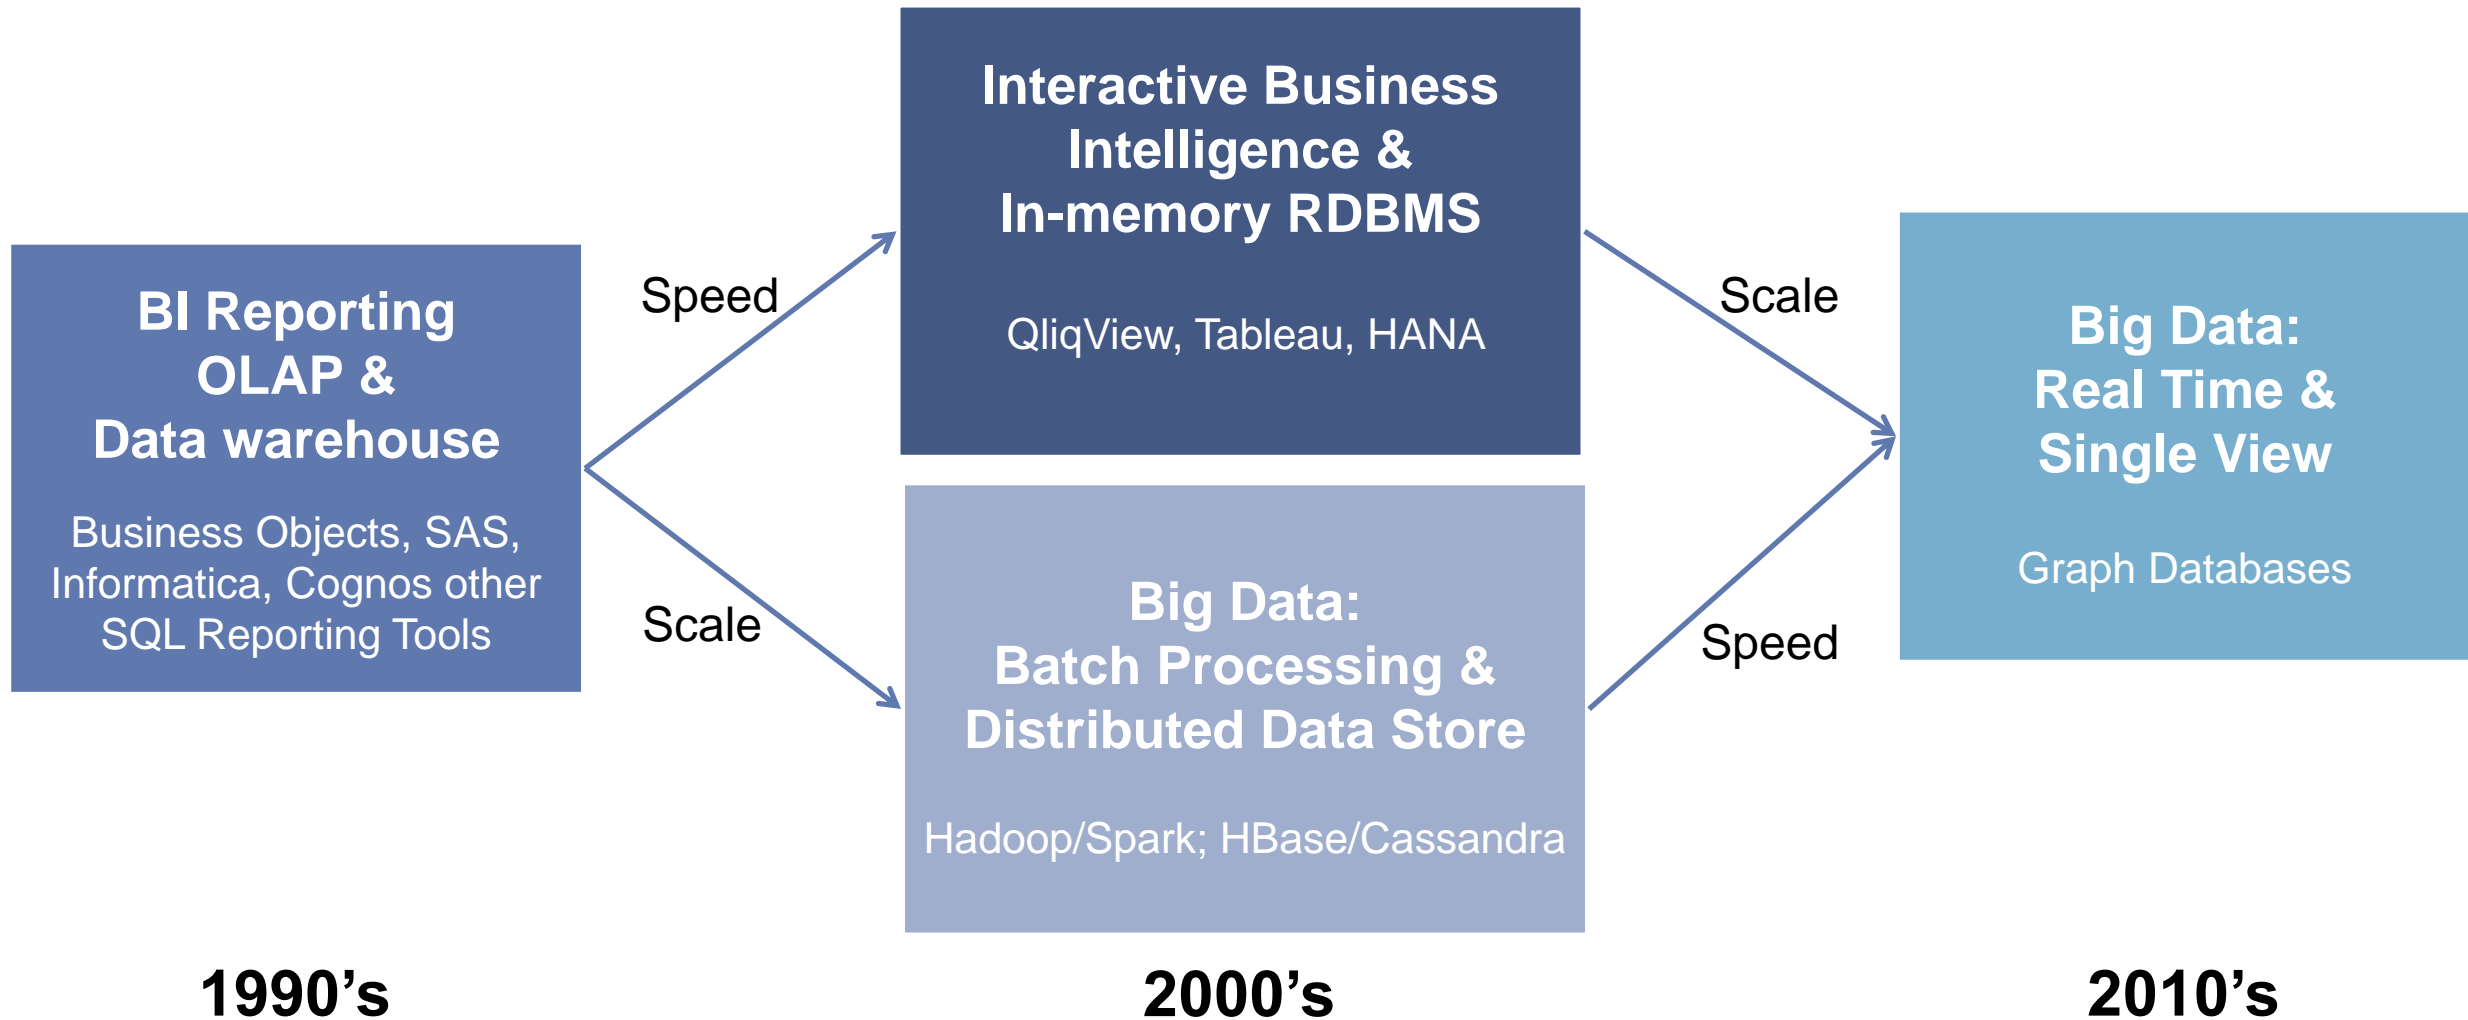 BI Reporting
OLAP &
Data warehouse
Business Objects, SAS,
Informatica, Cognos other
SQL Reporting Tools
Speed
Scale
Interactive Business
Intelligence &
In-memory RDBMS
QliqView, Tableau, HANA
Big Data:
Batch Processing &
Distributed Data Store
Hadoop/Spark; HBase/Cassandra
Scale
Speed
Big Data:
Real Time &
Single View
Graph Databases
1990’s
2000’s
2010’s